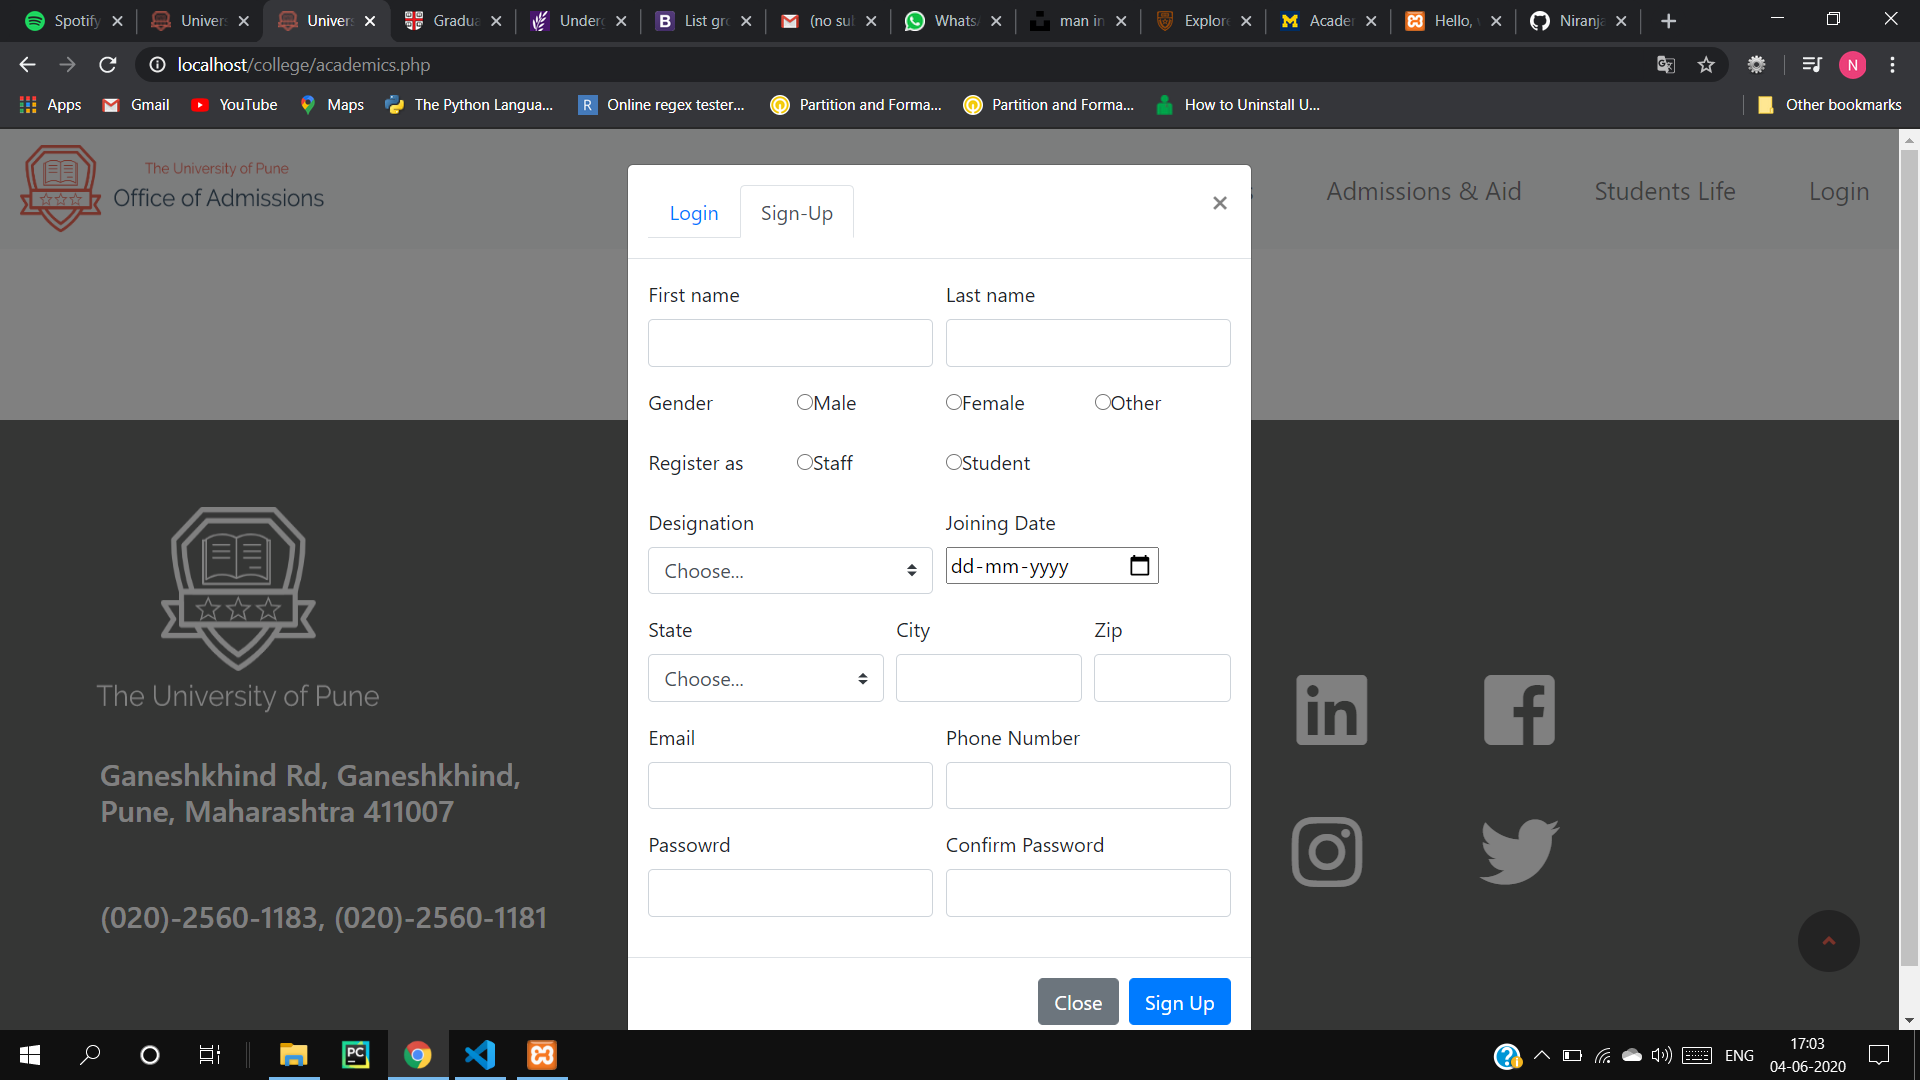 Spotify Univers Univers Gradua Underg List gro (no sul Whats man in Explore Acader Hello, Niranja
localhost/college/academics.php
Apps Gmail YouTube Maps The Python Langua... Online regex tester... Partition and Forma... Partition and Forma... How to Uninstall U... Other bookmarks
The University of Pune
Office of Admissions
Admissions & Aid Students Life Login
Login Sign-Up ×
First name Last name
Gender Male Female Other
Register as Staff Student
Designation Joining Date
Choose... dd-mm-yyyy
State City Zip
Choose...
Email Phone Number
Passowrd Confirm Password
Close Sign Up
The University of Pune
Ganeshkhind Rd, Ganeshkhind,
Pune, Maharashtra 411007
(020)-2560-1183, (020)-2560-1181
ENG
17:03
04-06-2020